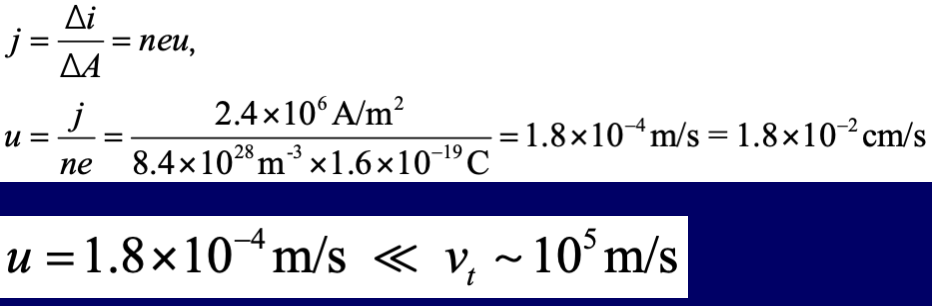 j = Δi/ΔA = neu,
u = j/ne = 2.4×10⁶ A/m² / 8.4×10²⁸ m⁻³ ×1.6×10⁻¹⁹ C = 1.8×10⁻⁴ m/s = 1.8×10⁻² cm/s
u = 1.8×10⁻⁴ m/s ≪ vₜ ~ 10⁵ m/s